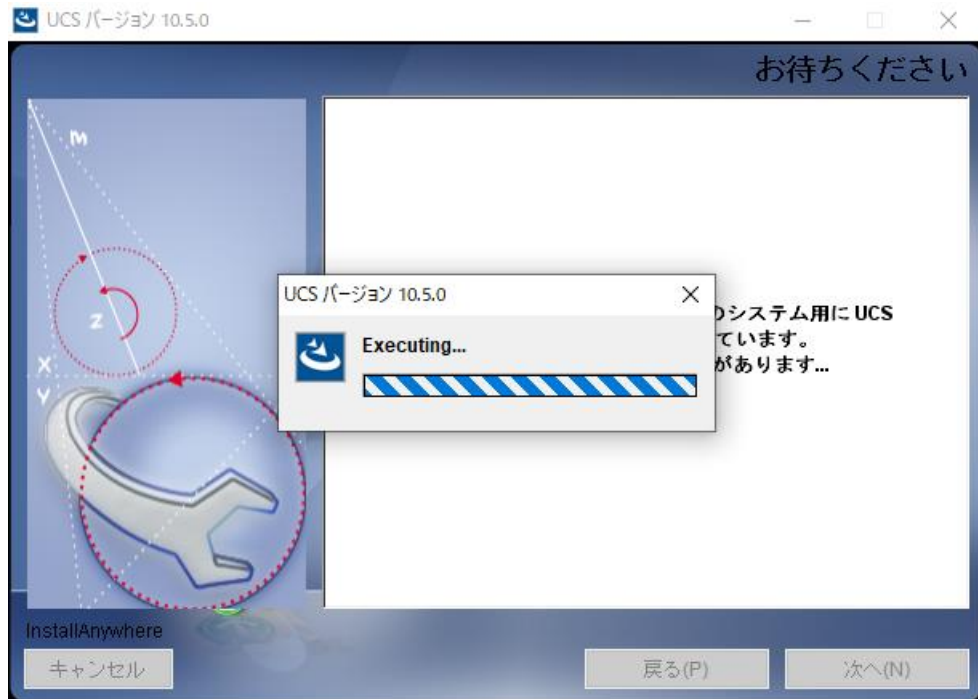 UCS バージョン 10.5.0
お待ちください
M
Z
X
Y
UCS バージョン 10.5.0
Executing...
のシステム用に UCS
ています。
があります...
InstallAnywhere
キャンセル
戻る(P)
次へ(N)